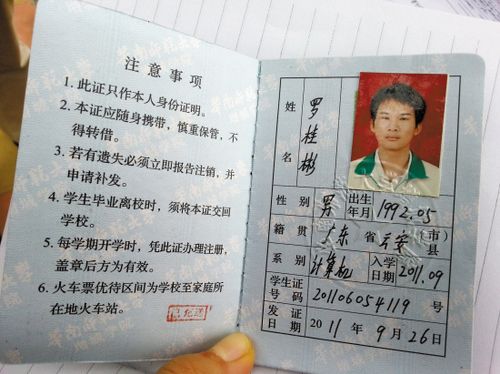 注意事项
1. 此证只作本人身份证明。
2. 本证应随身携带，慎重保管，不
得转借。
3. 若有遗失必须立即报告注销，并
申请补发。
4. 学生毕业离校时，须将本证交回
学校。
5. 每学期开学时，凭此证办理注册，
盖章后方为有效。
6. 火车票优待区间为学校至家庭所
在地火车站。
姓名 罗桂彬
性别 男 出生年月 1992.05
籍贯 广东省云安(市)县
系别 计算机 入学日期 2011.09
学生证号码 201106054119 号
发证日期 2011年9月26日